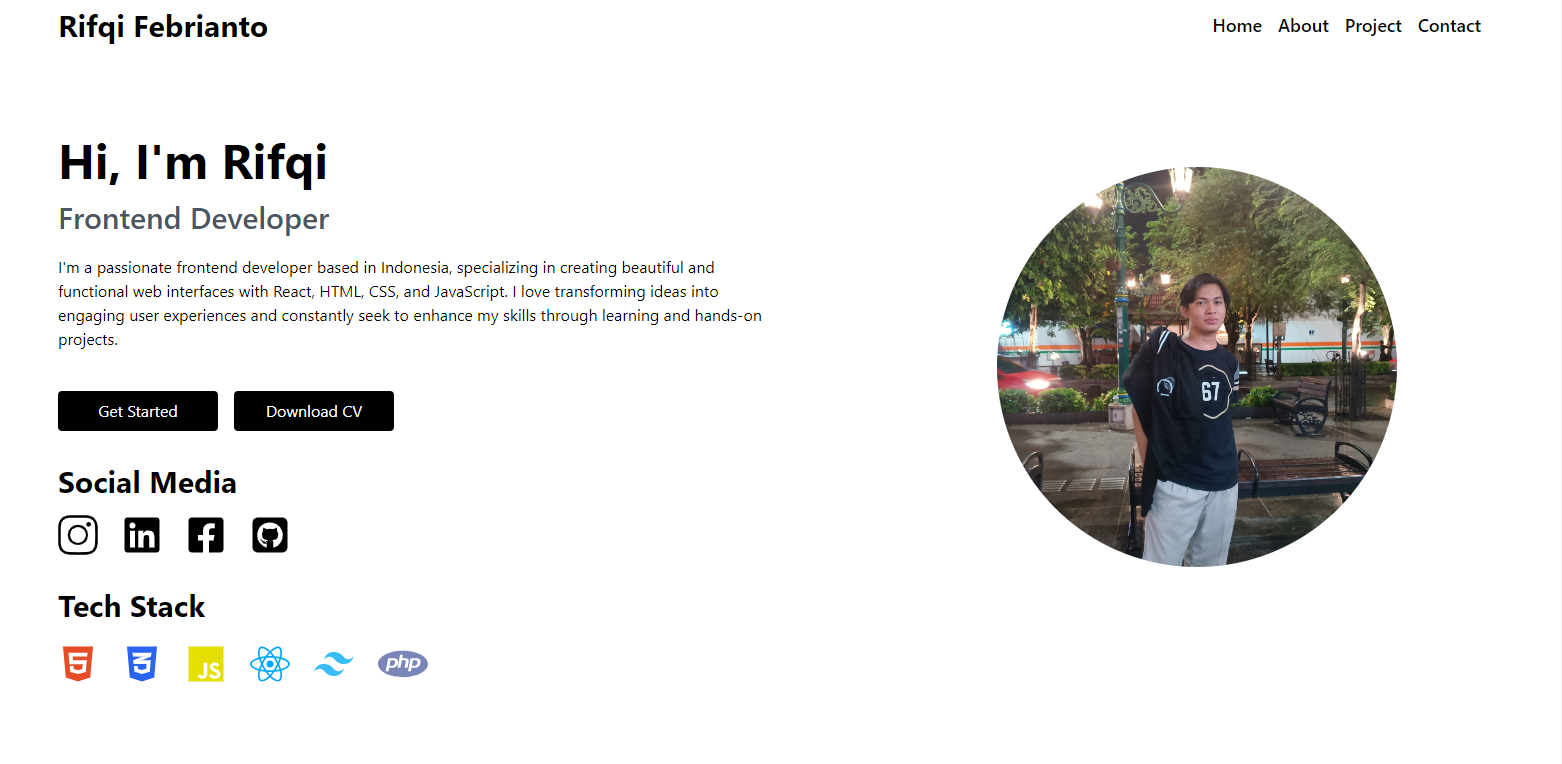 Rifqi Febrianto
Home About Project Contact
Hi, I'm Rifqi
Frontend Developer
I'm a passionate frontend developer based in Indonesia, specializing in creating beautiful and
functional web interfaces with React, HTML, CSS, and JavaScript. I love transforming ideas into
engaging user experiences and constantly seek to enhance my skills through learning and hands-on
projects.
Get Started Download CV
Social Media
in
Tech Stack
JS
php
67